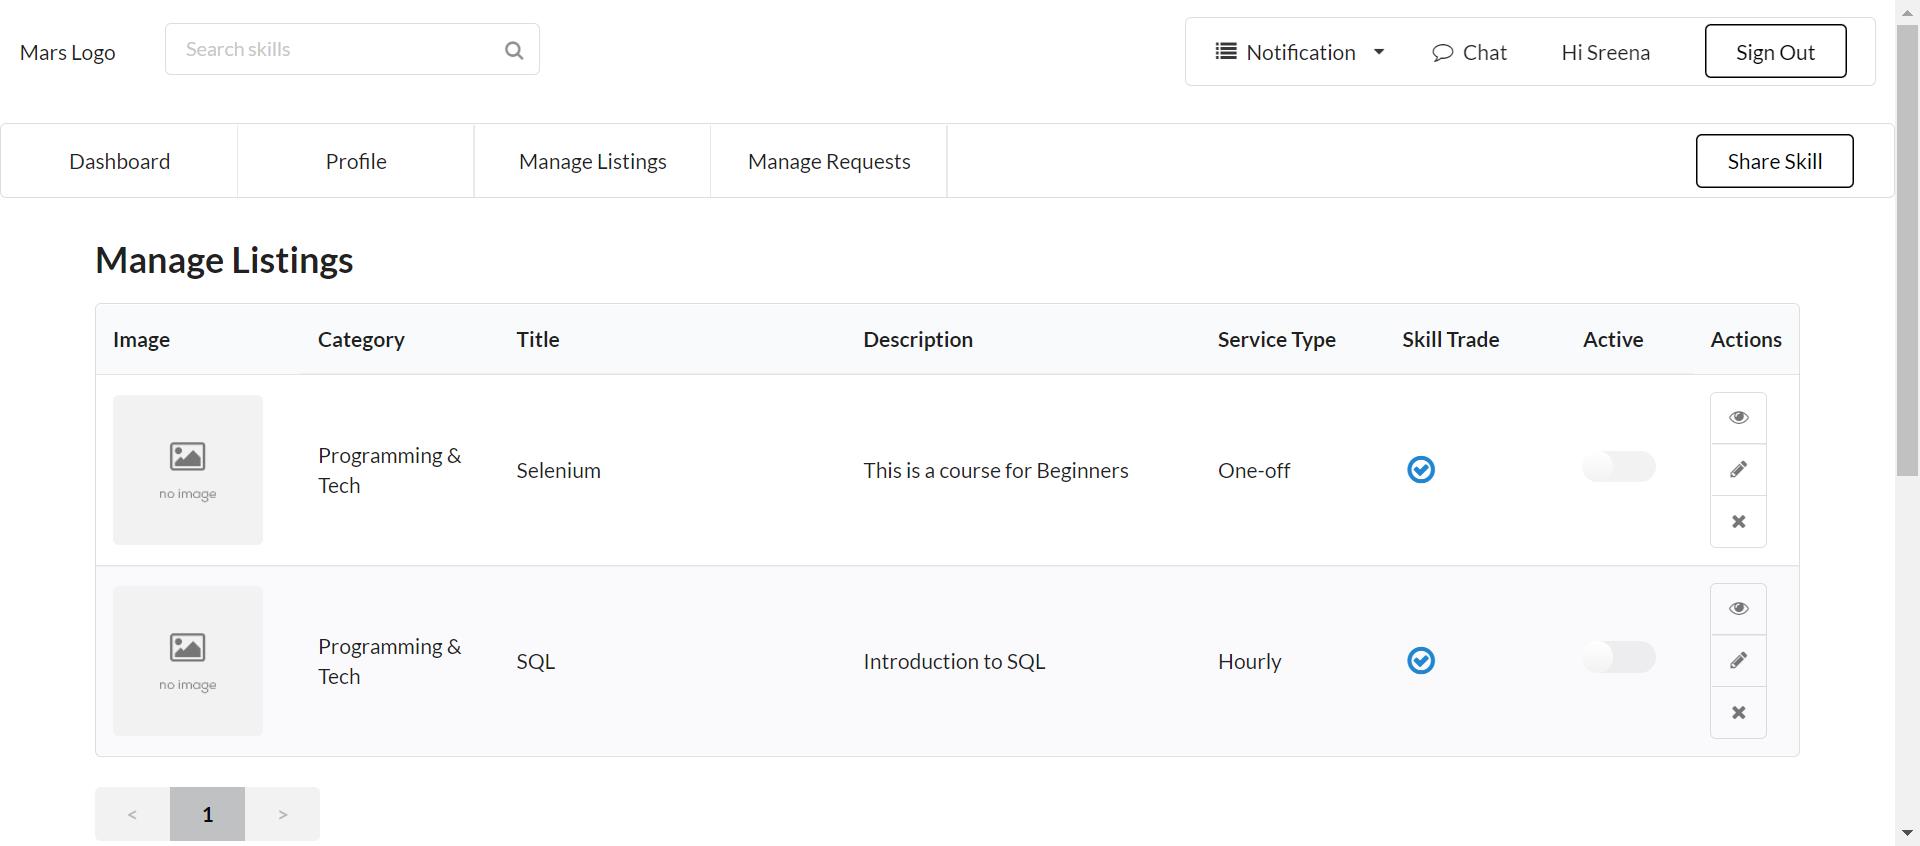 Mars Logo
Search skills
Notification
Chat
Hi Sreena
Sign Out
Dashboard
Profile
Manage Listings
Manage Requests
Share Skill
Manage Listings
Image Category Title Description Service Type Skill Trade Active Actions
no image
Programming &
Tech
Selenium
This is a course for Beginners
One-off
no image
Programming &
Tech
SQL
Introduction to SQL
Hourly
< 1 >